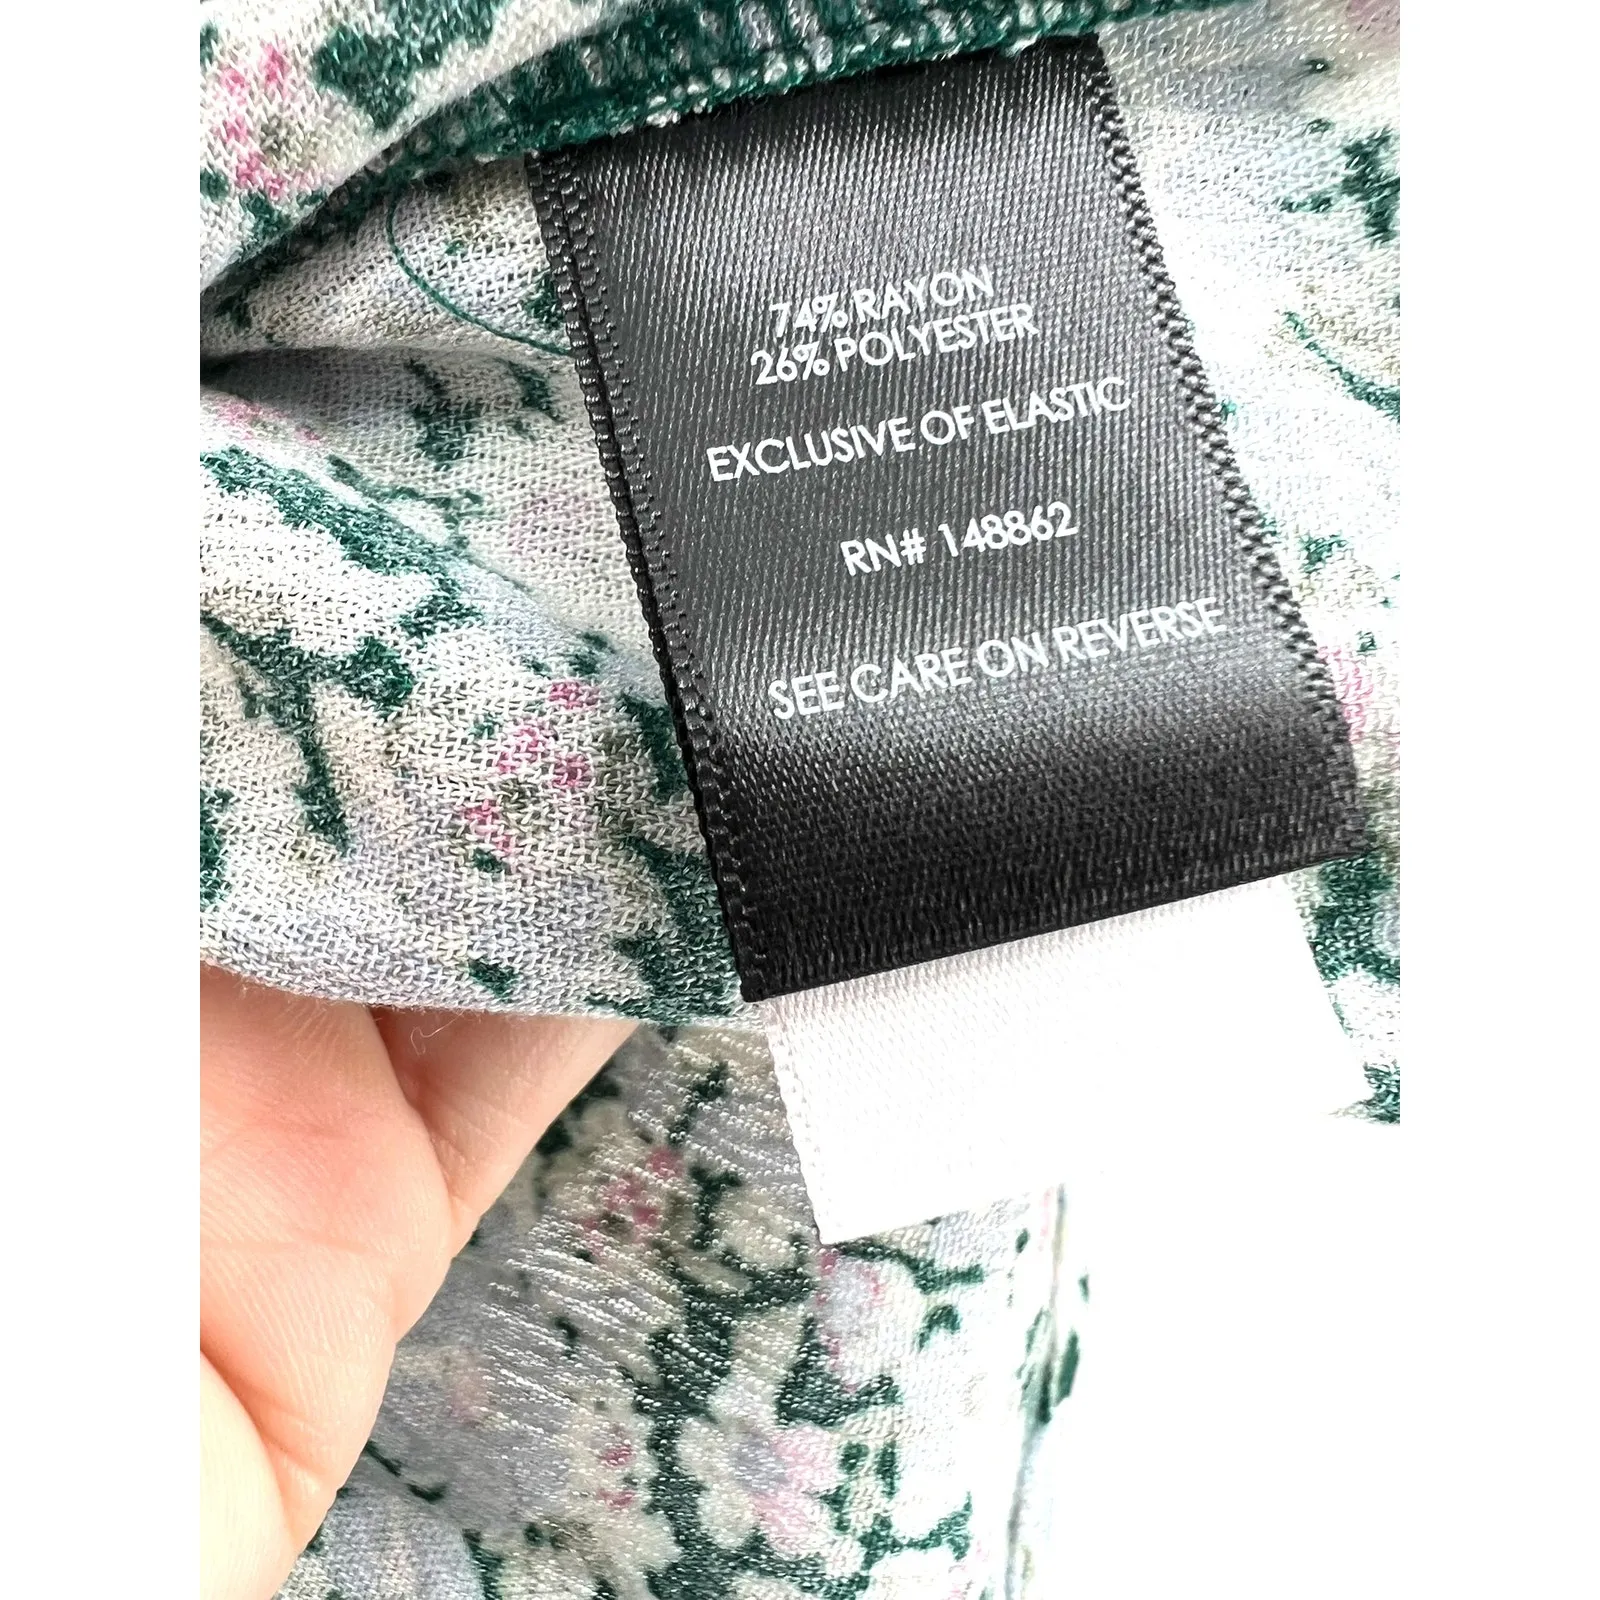 74% RAYON
26% POLYESTER
EXCLUSIVE OF ELASTIC
RN# 148862
SEE CARE ON REVERSE